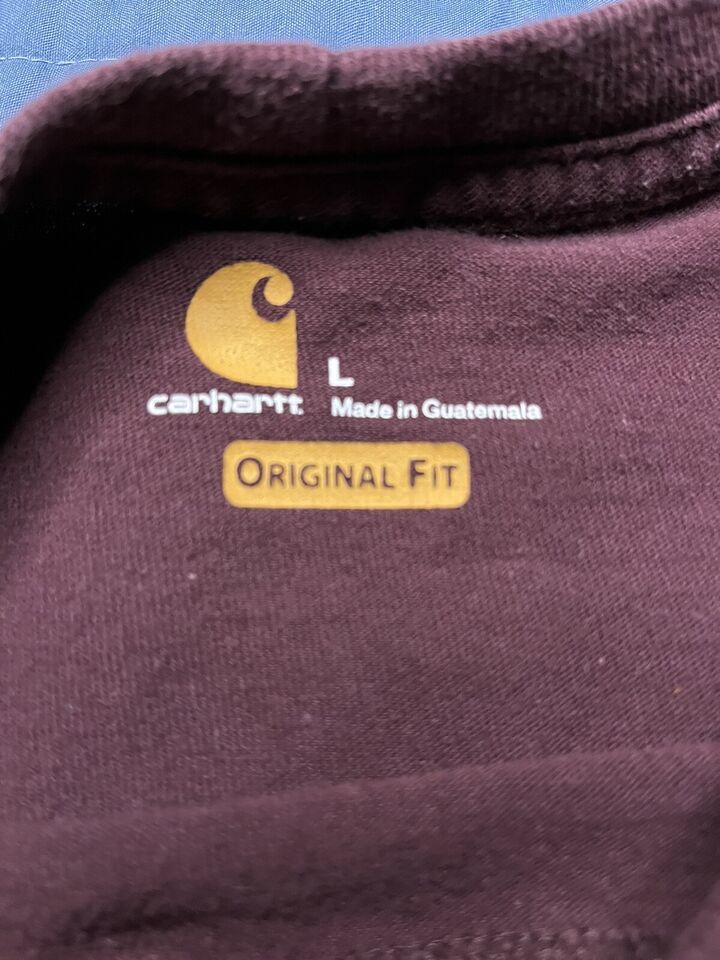 L
carhartt
Made in Guatemala
ORIGINAL FIT